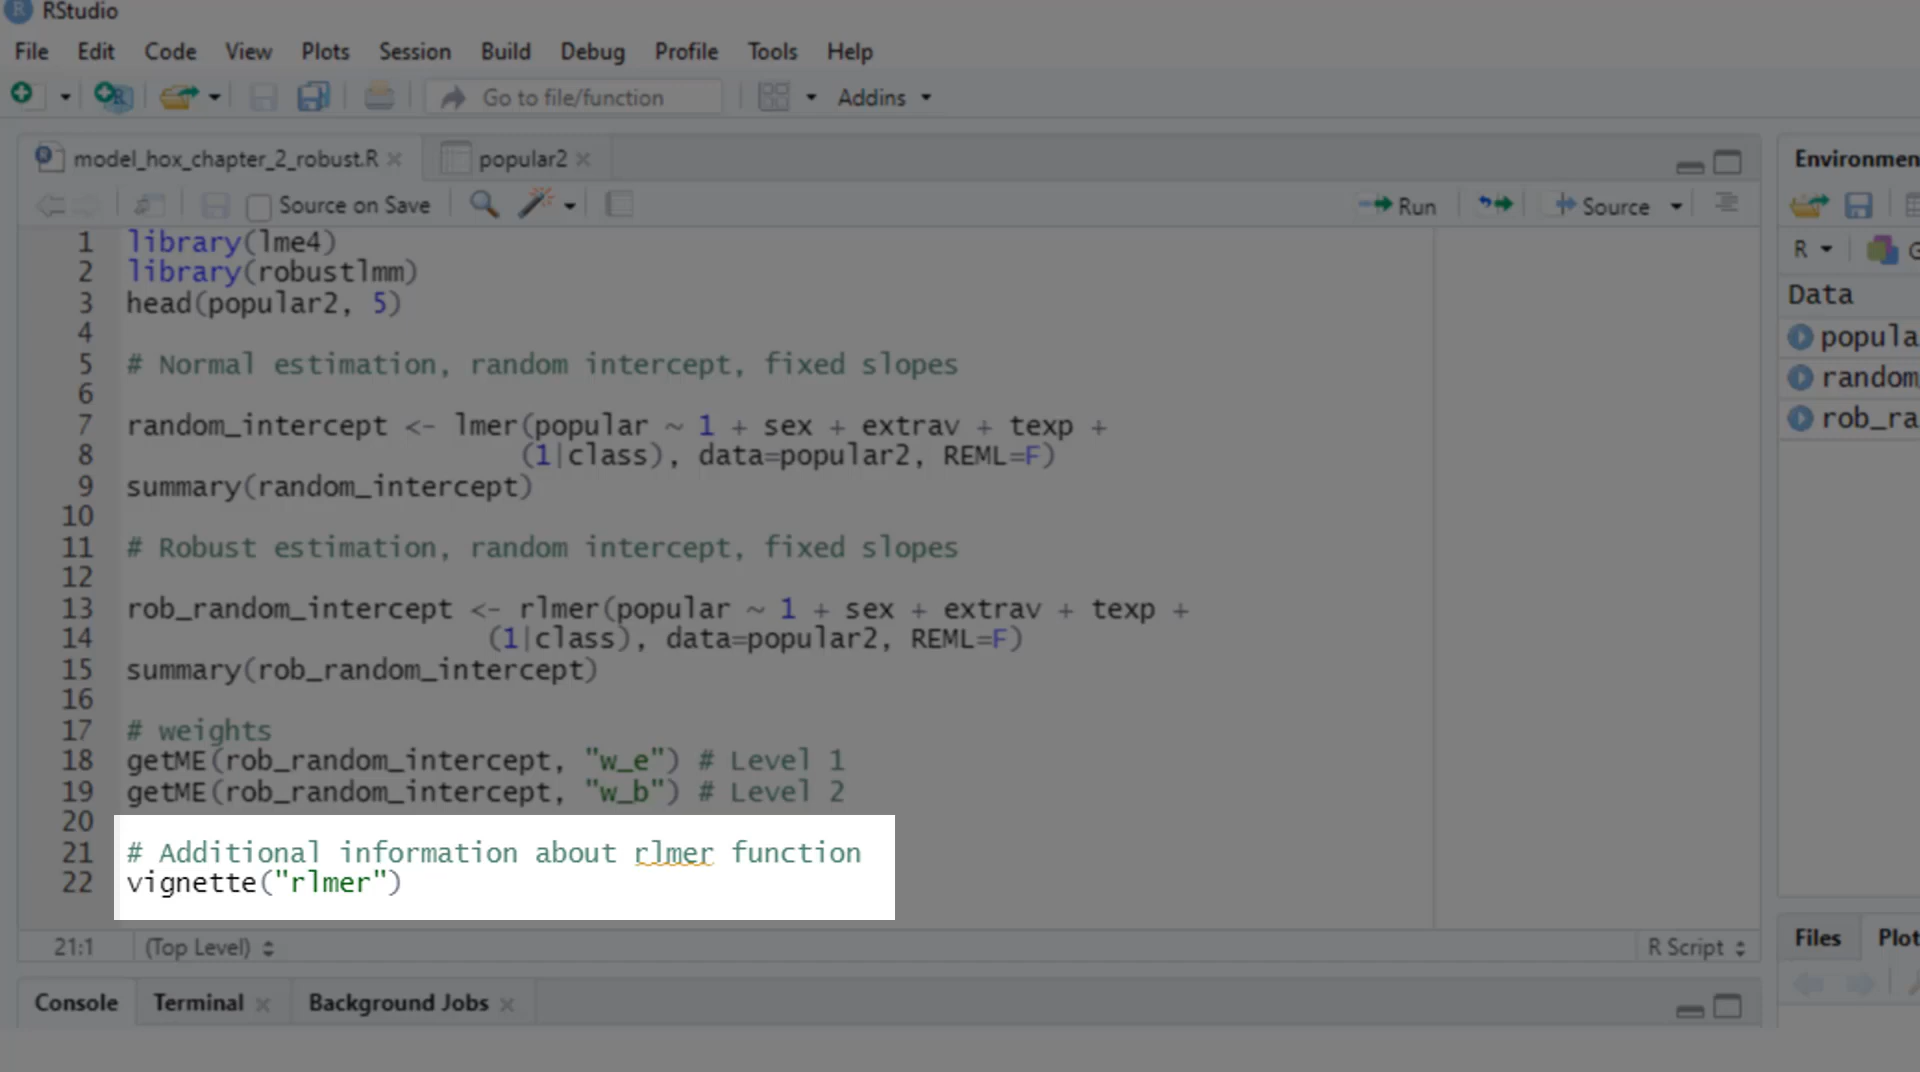 RStudio
File Edit Code View Plots Session Build Debug Profile Tools Help
Go to file/function Addins
model_hox_chapter_2_robust.R popular2
Source on Save Run Source
1 library(lme4)
2 library(robustlmm)
3 head(popular2, 5)
4
5 # Normal estimation, random intercept, fixed slopes
6
7 random_intercept <- lmer(popular ~ 1 + sex + extrav + texp +
8 (1|class), data=popular2, REML=F)
9 summary(random_intercept)
10
11 # Robust estimation, random intercept, fixed slopes
12
13 rob_random_intercept <- rlmer(popular ~ 1 + sex + extrav + texp +
14 (1|class), data=popular2, REML=F)
15 summary(rob_random_intercept)
16
17 # weights
18 getME(rob_random_intercept, "w_e") # Level 1
19 getME(rob_random_intercept, "w_b") # Level 2
20
21 # Additional information about rlmer function
22 vignette("rlmer")
21:1 (Top Level) R Script
Console Terminal Background Jobs
Environmen
R G
Data
popula
random
rob_ra
Files Plot